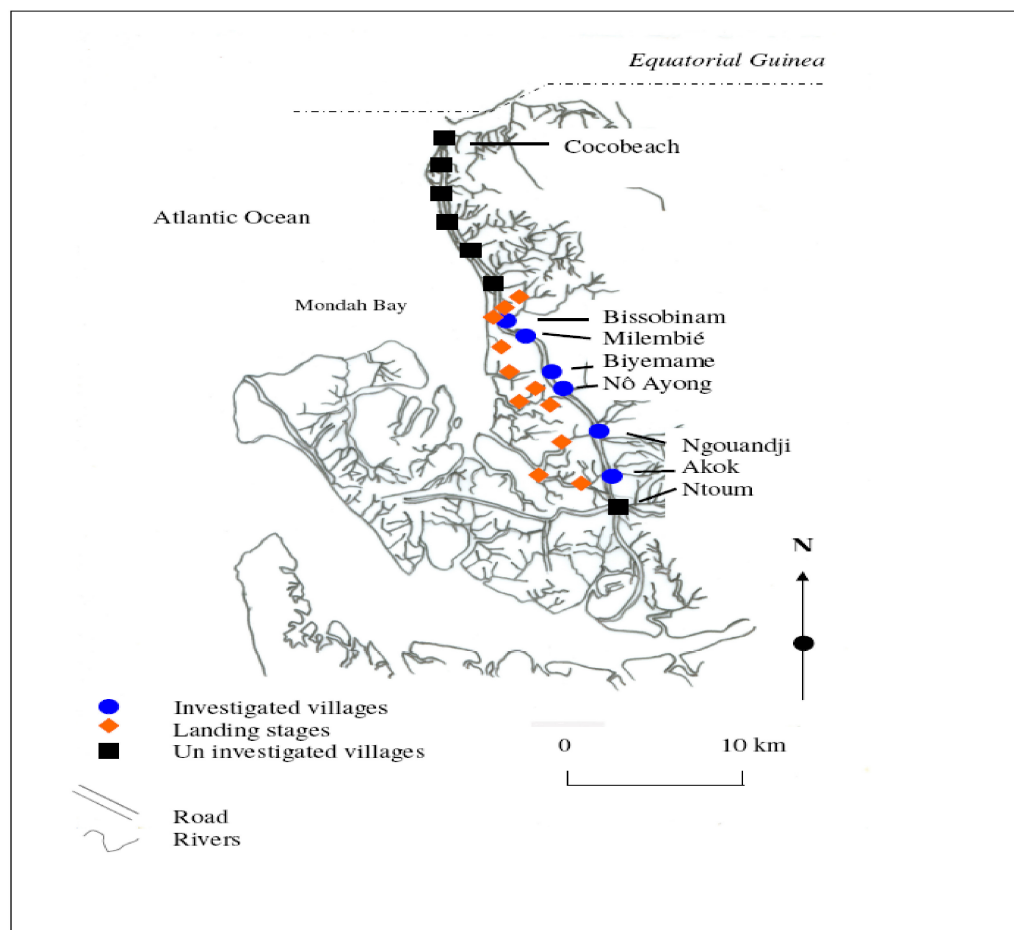 Equatorial Guinea
Cocobeach
Atlantic Ocean
Mondah Bay
Bissobinam
Milembié
Biyemame
Nô Ayong
Ngouandji
Akok
Ntoum
N
Investigated villages
Landing stages
Un investigated villages
0 10 km
Road
Rivers